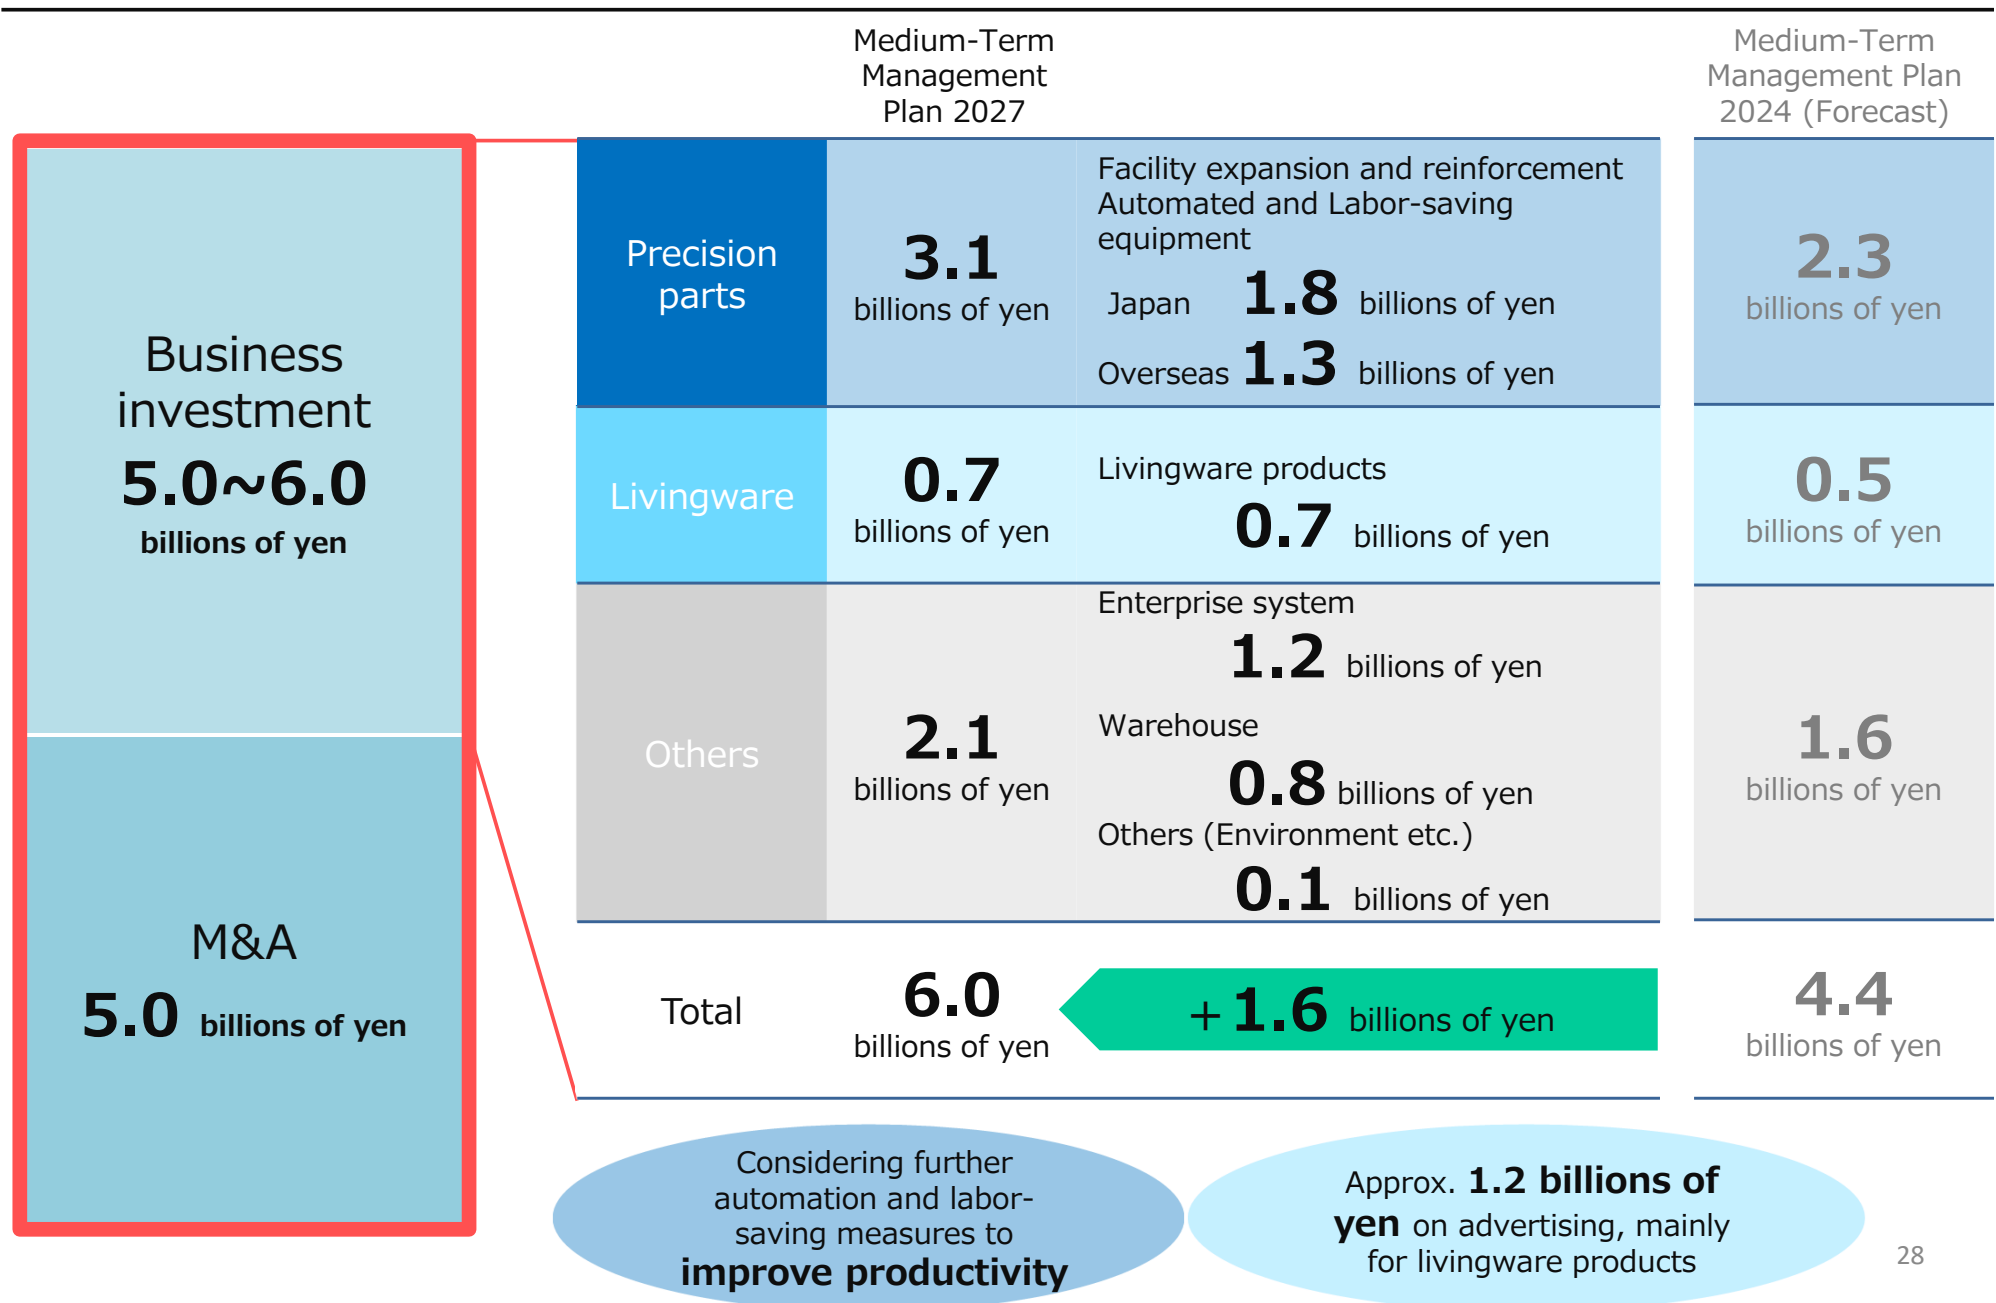 Medium-Term
Management
Plan 2027
Medium-Term
Management Plan
2024 (Forecast)
Business
investment
5.0~6.0
billions of yen
M&A
5.0 billions of yen
Precision
parts
3.1
billions of yen
Facility expansion and reinforcement
Automated and Labor-saving
equipment
Japan 1.8 billions of yen
Overseas 1.3 billions of yen
2.3
billions of yen
Livingware
0.7
billions of yen
Livingware products
0.7 billions of yen
0.5
billions of yen
Others
2.1
billions of yen
Enterprise system
1.2 billions of yen
Warehouse
0.8 billions of yen
Others (Environment etc.)
0.1 billions of yen
1.6
billions of yen
Total
6.0
billions of yen
+1.6 billions of yen
4.4
billions of yen
Considering further
automation and labor-
saving measures to
improve productivity
Approx. 1.2 billions of
yen on advertising, mainly
for livingware products
28